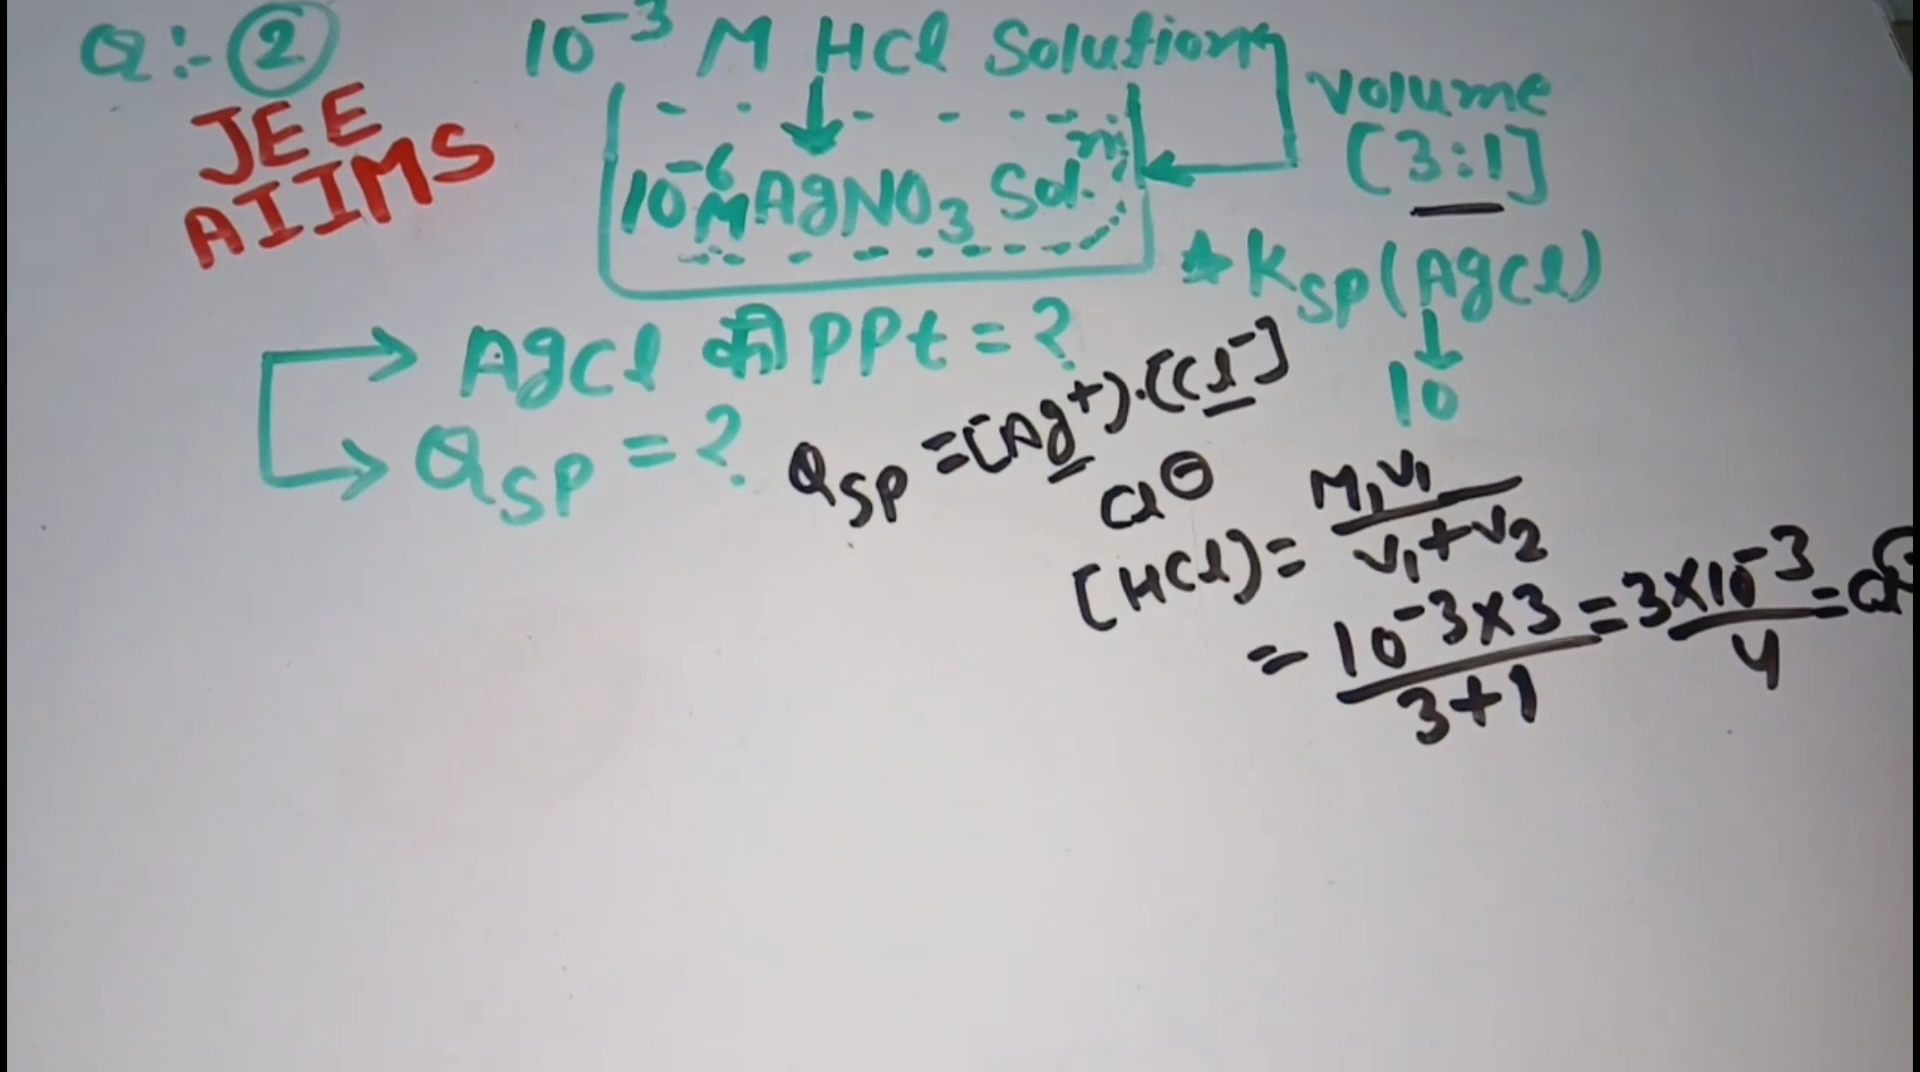 Q:- ② 10⁻³ M HCl Solution
JEE
AIIMS
volume
[3:1]
10⁻⁶ M AgNO₃ Sol.ⁿ
* Ksp(AgCl)
↓
10
→ AgCl की PPt = ?
→ Qsp = ?
Qsp = [Ag⁺).[Cl⁻]
Cl⊖
[HCl) = M₁V₁ / V₁+V₂
= 10⁻³×3 / 3+1 = 3×10⁻³ / 4 =